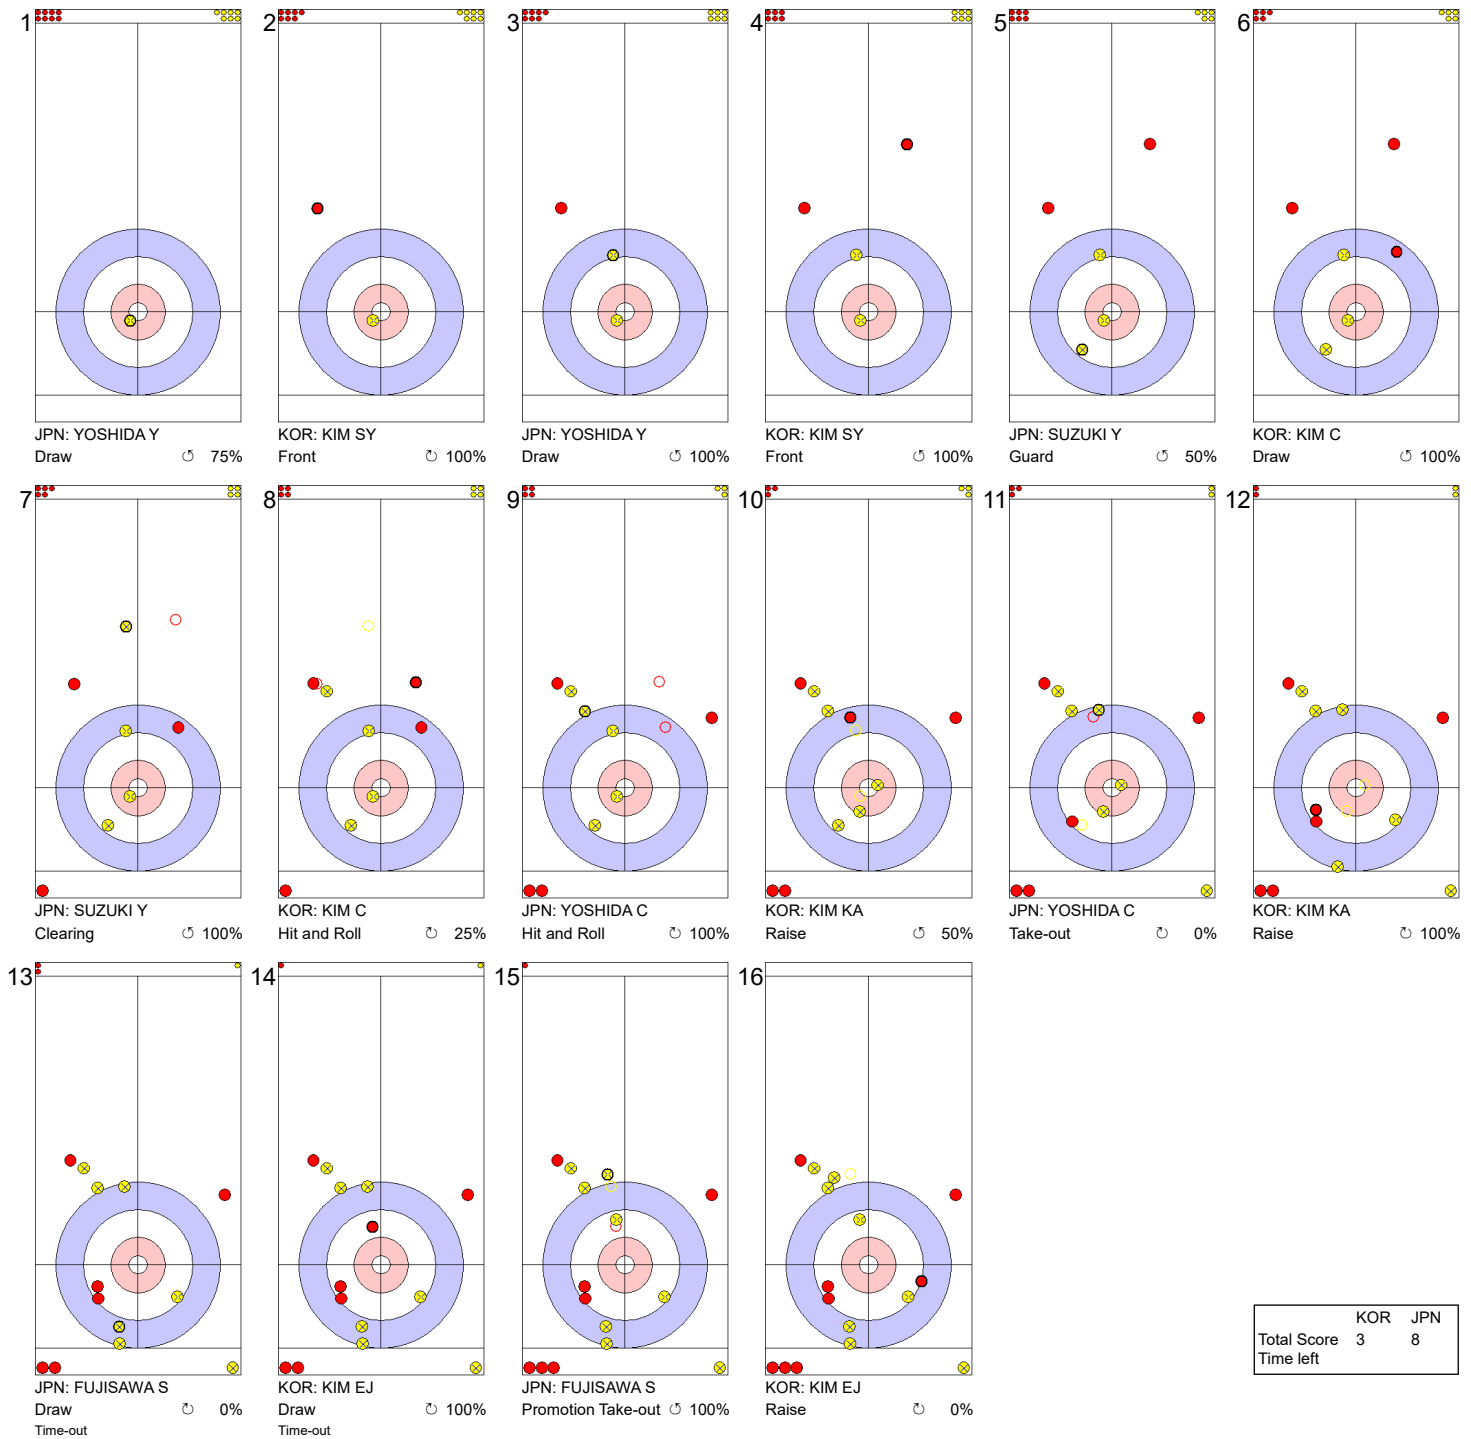 1
JPN: YOSHIDA Y
Draw ↺ 75%
2
KOR: KIM SY
Front ↻ 100%
3
JPN: YOSHIDA Y
Draw ↺ 100%
4
KOR: KIM SY
Front ↺ 100%
5
JPN: SUZUKI Y
Guard ↺ 50%
6
KOR: KIM C
Draw ↻ 100%
7
JPN: SUZUKI Y
Clearing ↺ 100%
8
KOR: KIM C
Hit and Roll ↻ 25%
9
JPN: YOSHIDA C
Hit and Roll ↻ 100%
10
KOR: KIM KA
Raise ↺ 50%
11
JPN: YOSHIDA C
Take-out ↻ 0%
12
KOR: KIM KA
Raise ↻ 100%
13
JPN: FUJISAWA S
Draw ↻ 0%
Time-out
14
KOR: KIM EJ
Draw ↻ 100%
Time-out
15
JPN: FUJISAWA S
Promotion Take-out ↺ 100%
16
KOR: KIM EJ
Raise ↻ 0%
KOR JPN
Total Score 3 8
Time left